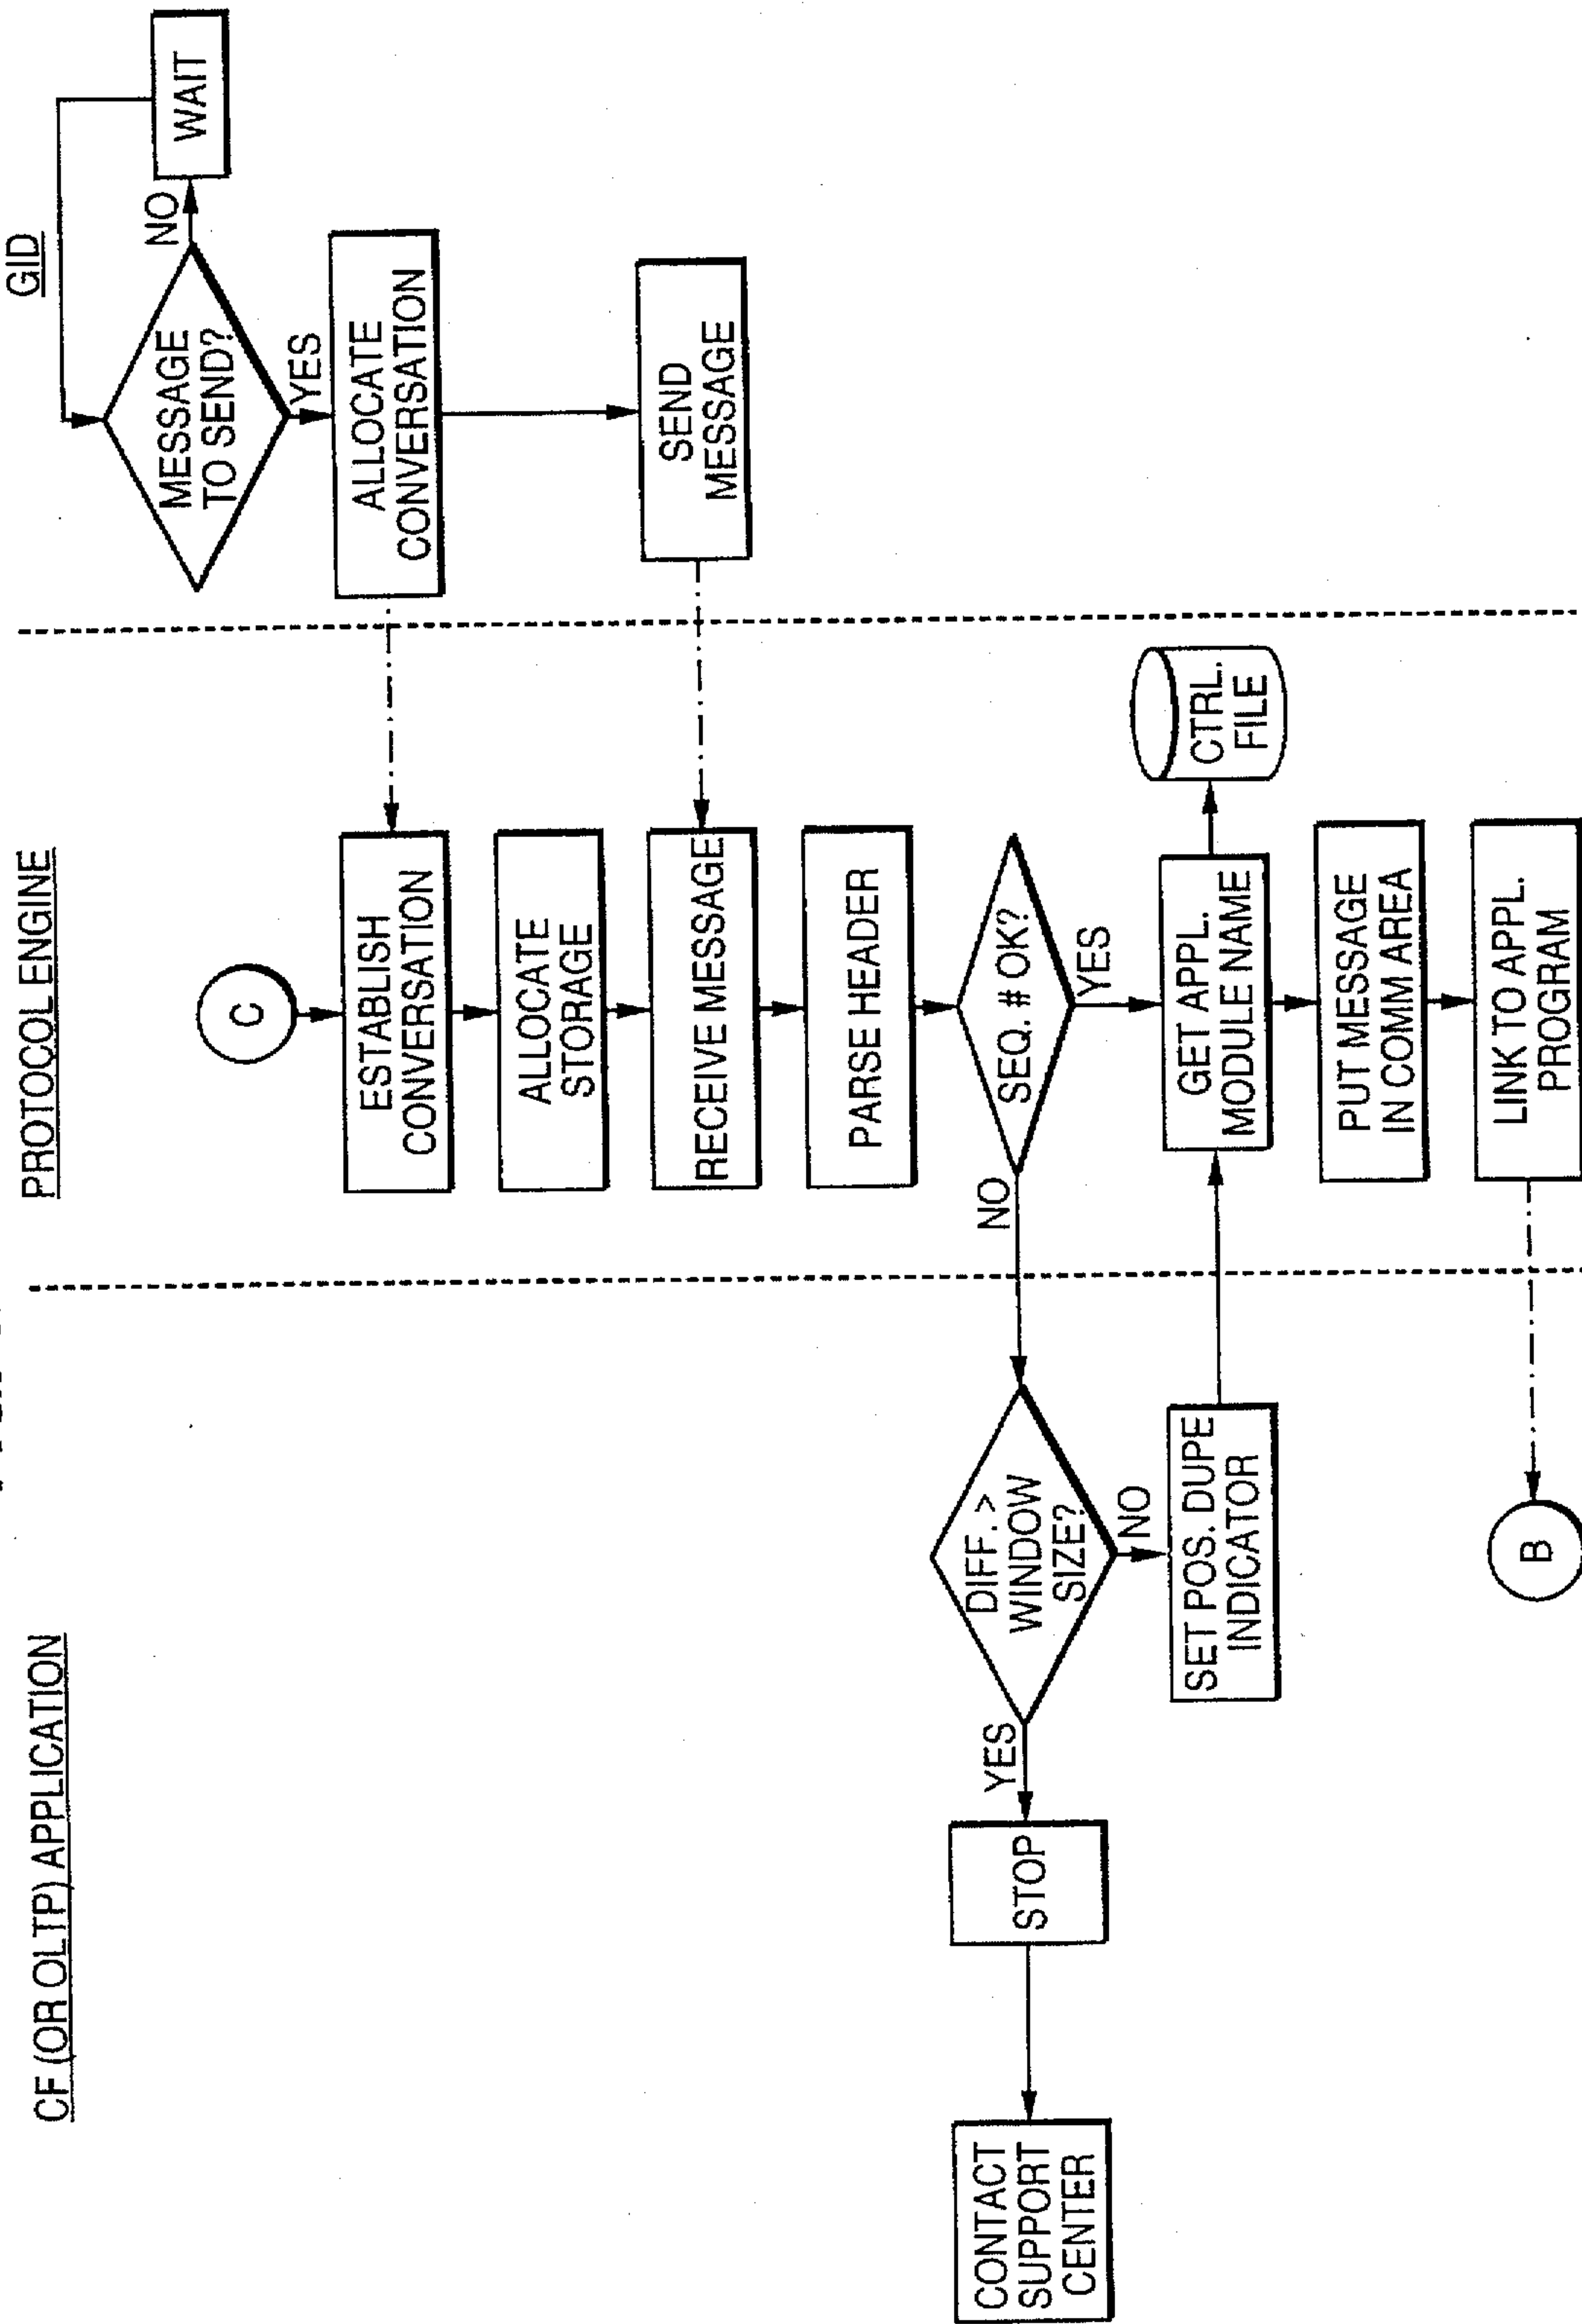 CF (OR OLTP) APPLICATION
PROTOCOL ENGINE
GID
MESSAGE
TO SEND?
NO
WAIT
YES
ALLOCATE
CONVERSATION
SEND
MESSAGE
C
ESTABLISH
CONVERSATION
ALLOCATE
STORAGE
RECEIVE MESSAGE
PARSE HEADER
SEQ. # OK?
NO
YES
DIFF. >
WINDOW
SIZE?
YES
NO
STOP
CONTACT
SUPPORT
CENTER
SET POS. DUPE
INDICATOR
GET APPL.
MODULE NAME
CTRL.
FILE
PUT MESSAGE
IN COMM AREA
LINK TO APPL.
PROGRAM
B